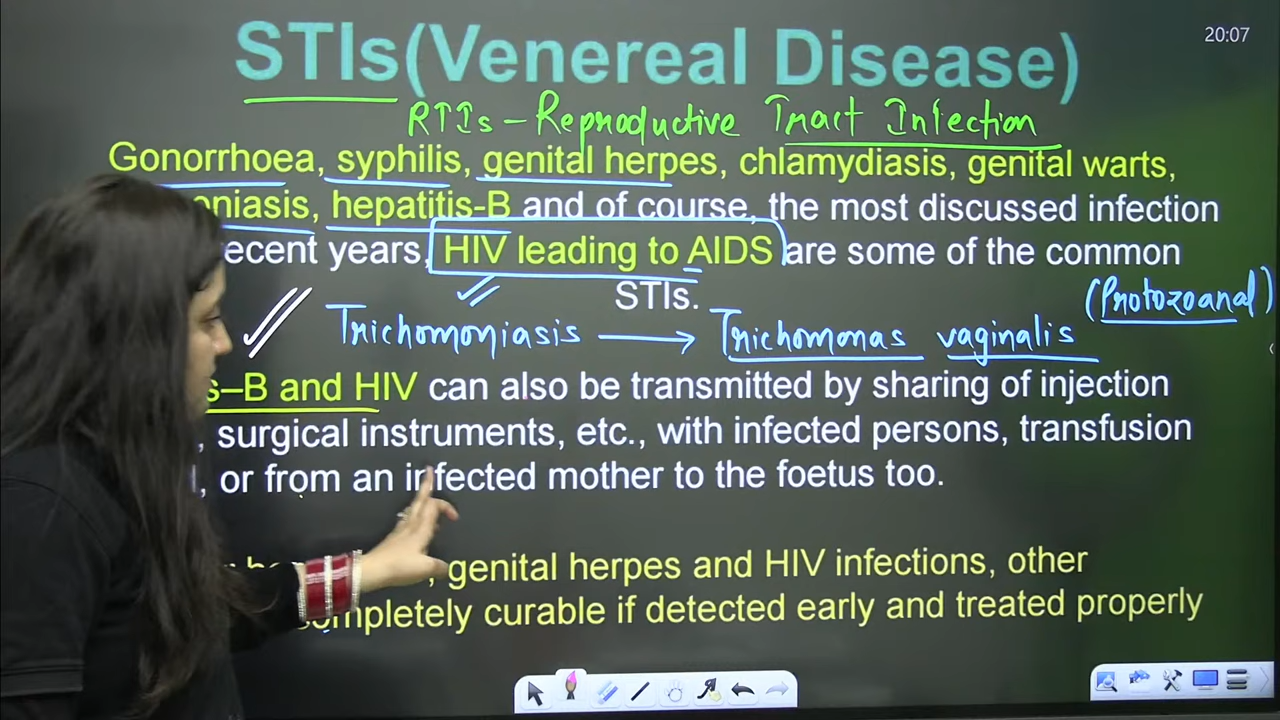 20:07
STIs(Venereal Disease)
RTIs – Reproductive Tract Infection
Gonorrhoea, syphilis, genital herpes, chlamydiasis, genital warts,
oniasis, hepatitis-B and of course, the most discussed infection
ecent years, HIV leading to AIDS are some of the common
STIs.
(Protozoanal)
Trichomoniasis → Trichomonas vaginalis
s–B and HIV can also be transmitted by sharing of injection
, surgical instruments, etc., with infected persons, transfusion
, or from an infected mother to the foetus too.
, genital herpes and HIV infections, other
completely curable if detected early and treated properly